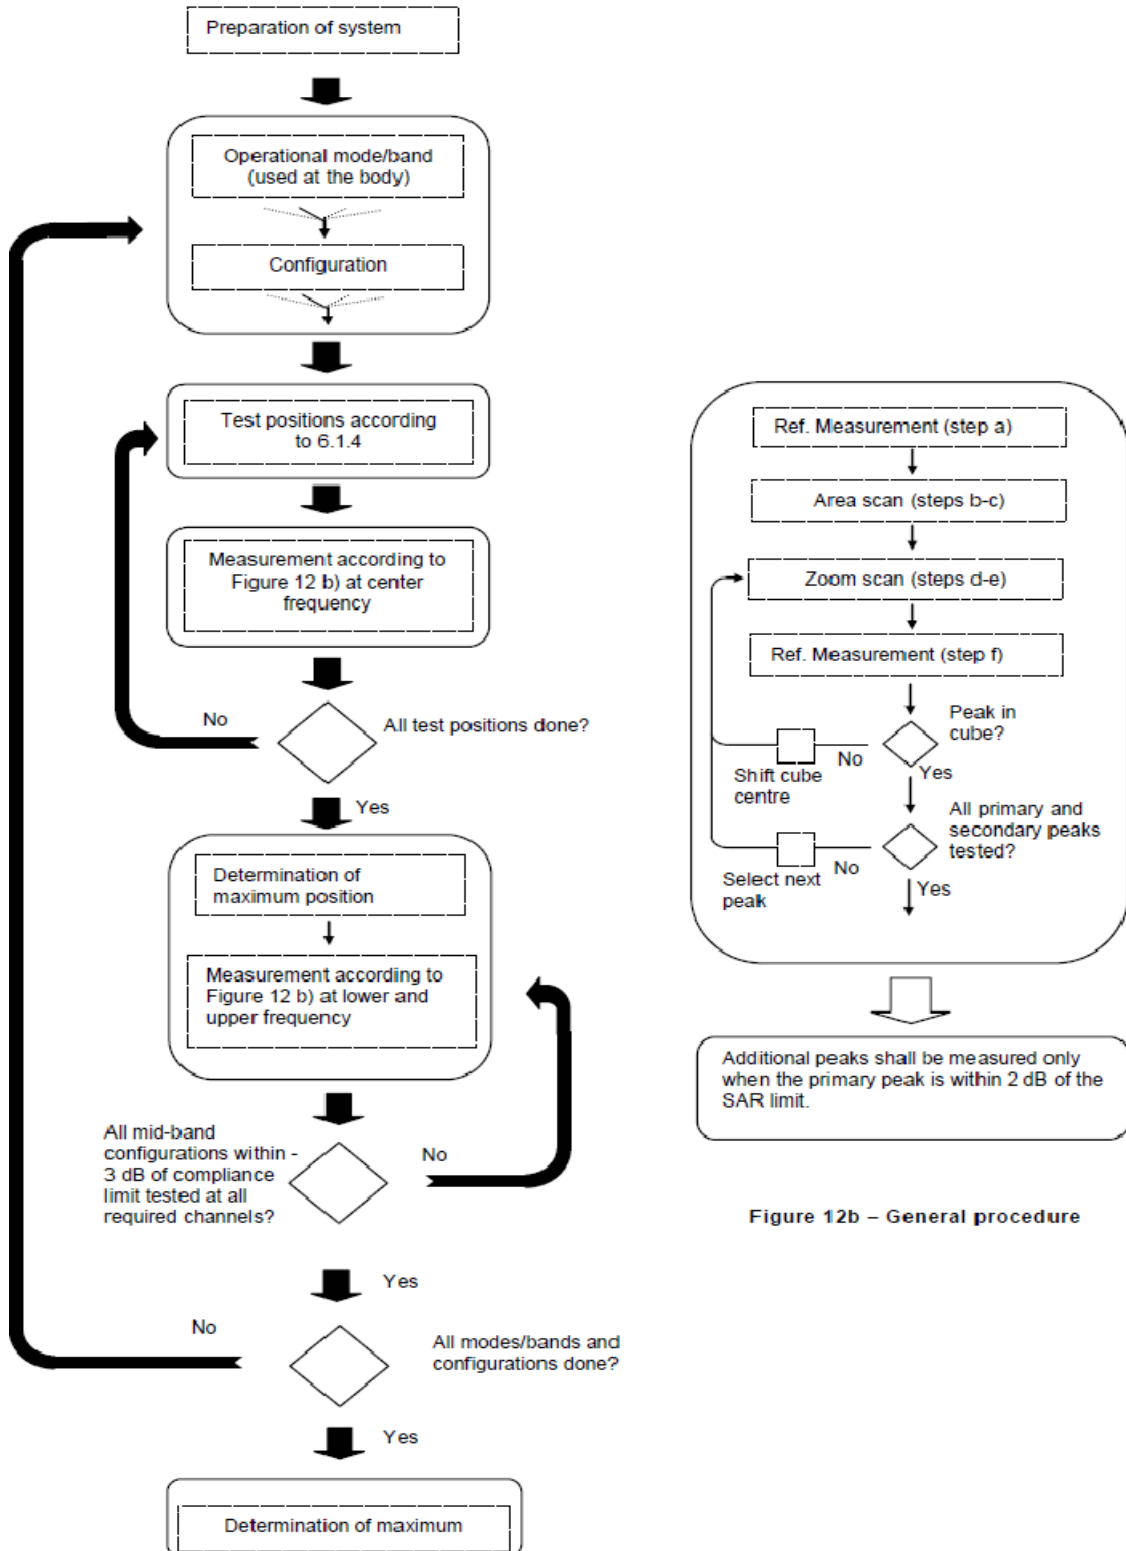 Preparation of system
Operational mode/band
(used at the body)
Configuration
Test positions according
to 6.1.4
Measurement according to
Figure 12 b) at center
frequency
No
All test positions done?
Yes
Determination of
maximum position
Measurement according to
Figure 12 b) at lower and
upper frequency
All mid-band
configurations within -
3 dB of compliance
limit tested at all
required channels?
No
Yes
No
All modes/bands and
configurations done?
Yes
Determination of maximum
Ref. Measurement (step a)
Area scan (steps b-c)
Zoom scan (steps d-e)
Ref. Measurement (step f)
Peak in
cube?
No
Shift cube
centre
Yes
All primary and
secondary peaks
tested?
No
Select next
peak
Yes
Additional peaks shall be measured only
when the primary peak is within 2 dB of the
SAR limit.
Figure 12b – General procedure